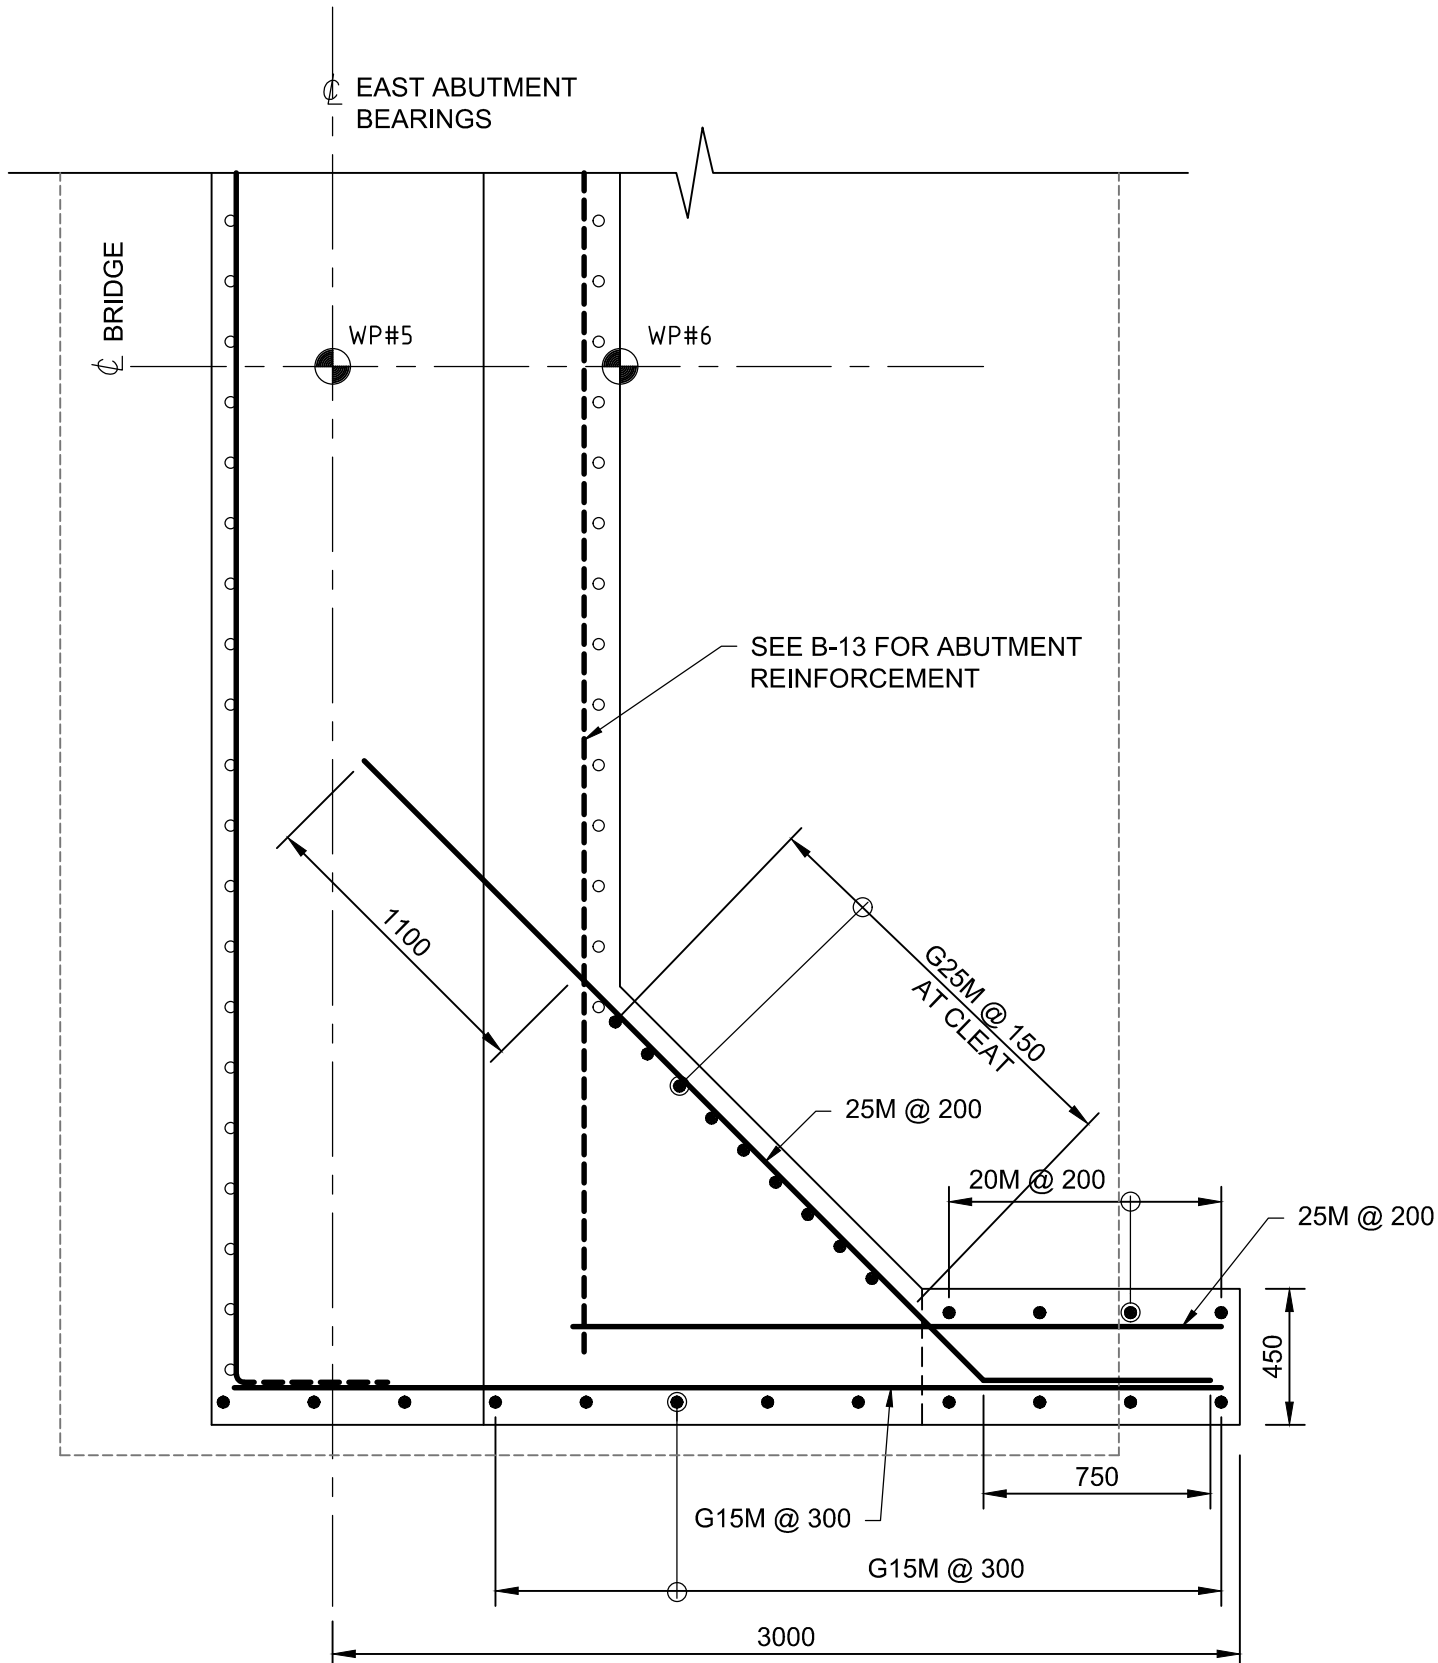 ℄ EAST ABUTMENT
BEARINGS
℄ BRIDGE
WP#5
WP#6
SEE B-13 FOR ABUTMENT
REINFORCEMENT
1100
G25M @ 150
AT CLEAT
25M @ 200
20M @ 200
25M @ 200
450
750
G15M @ 300
G15M @ 300
3000